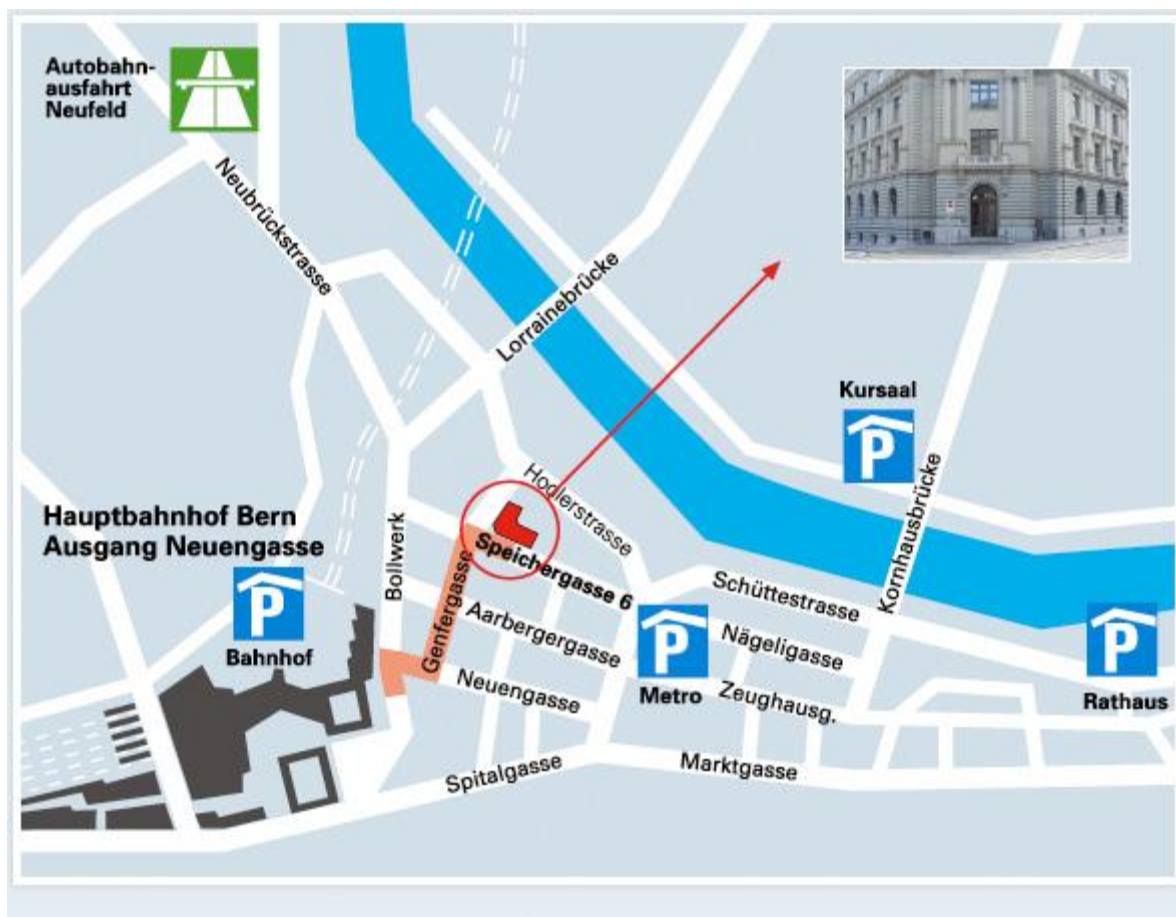 Autobahn-
ausfahrt
Neufeld
Neubrückstrasse
Lorrainebrücke
Kursaal
P
Kornhausbrücke
Hodlerstrasse
Hauptbahnhof Bern
Ausgang Neuengasse
P
Bahnhof
Bollwerk
Genfergasse
Speichergasse 6
Aarbergergasse
Neuengasse
Schüttestrasse
Nägeligasse
Zeughausg.
P
Metro
P
Rathaus
Spitalgasse
Marktgasse